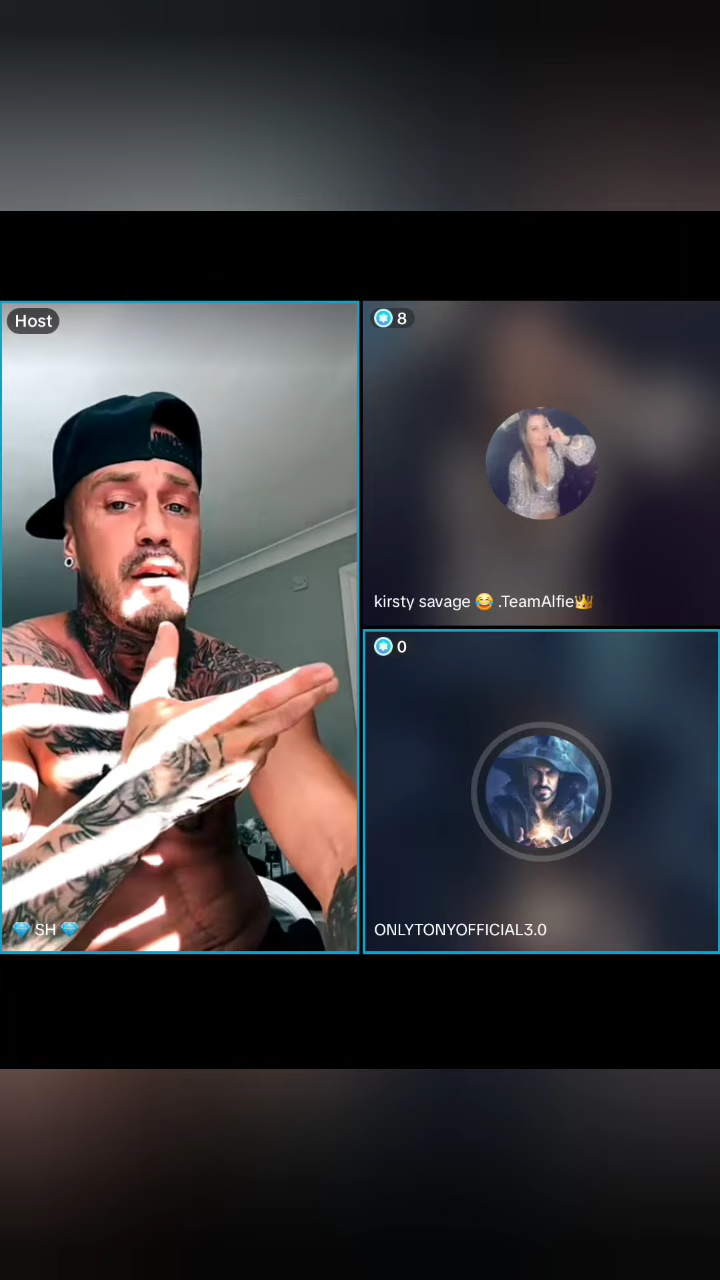 Host
8
kirsty savage 😂 .TeamAlfie👑
0
💎 SH 💎
ONLYTONYOFFICIAL3.0